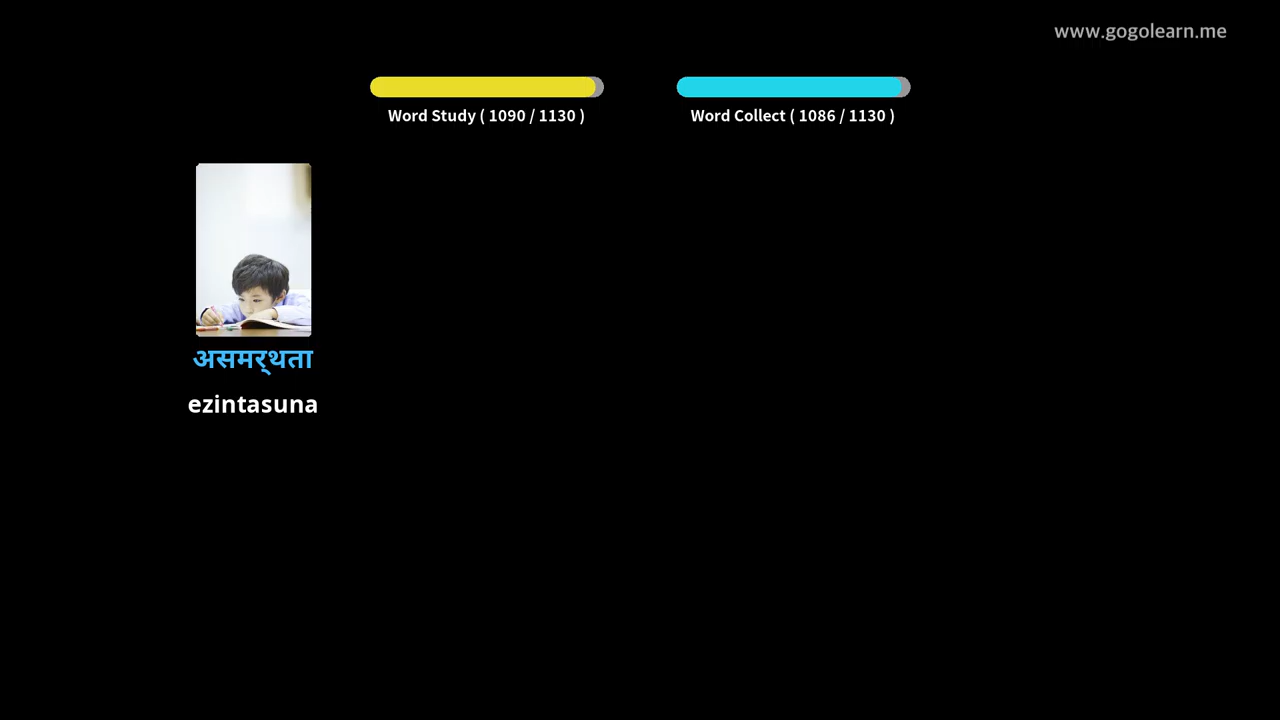 www.gogolearn.me
Word Study ( 1090 / 1130 )
Word Collect ( 1086 / 1130 )
असमर्थता
ezintasuna